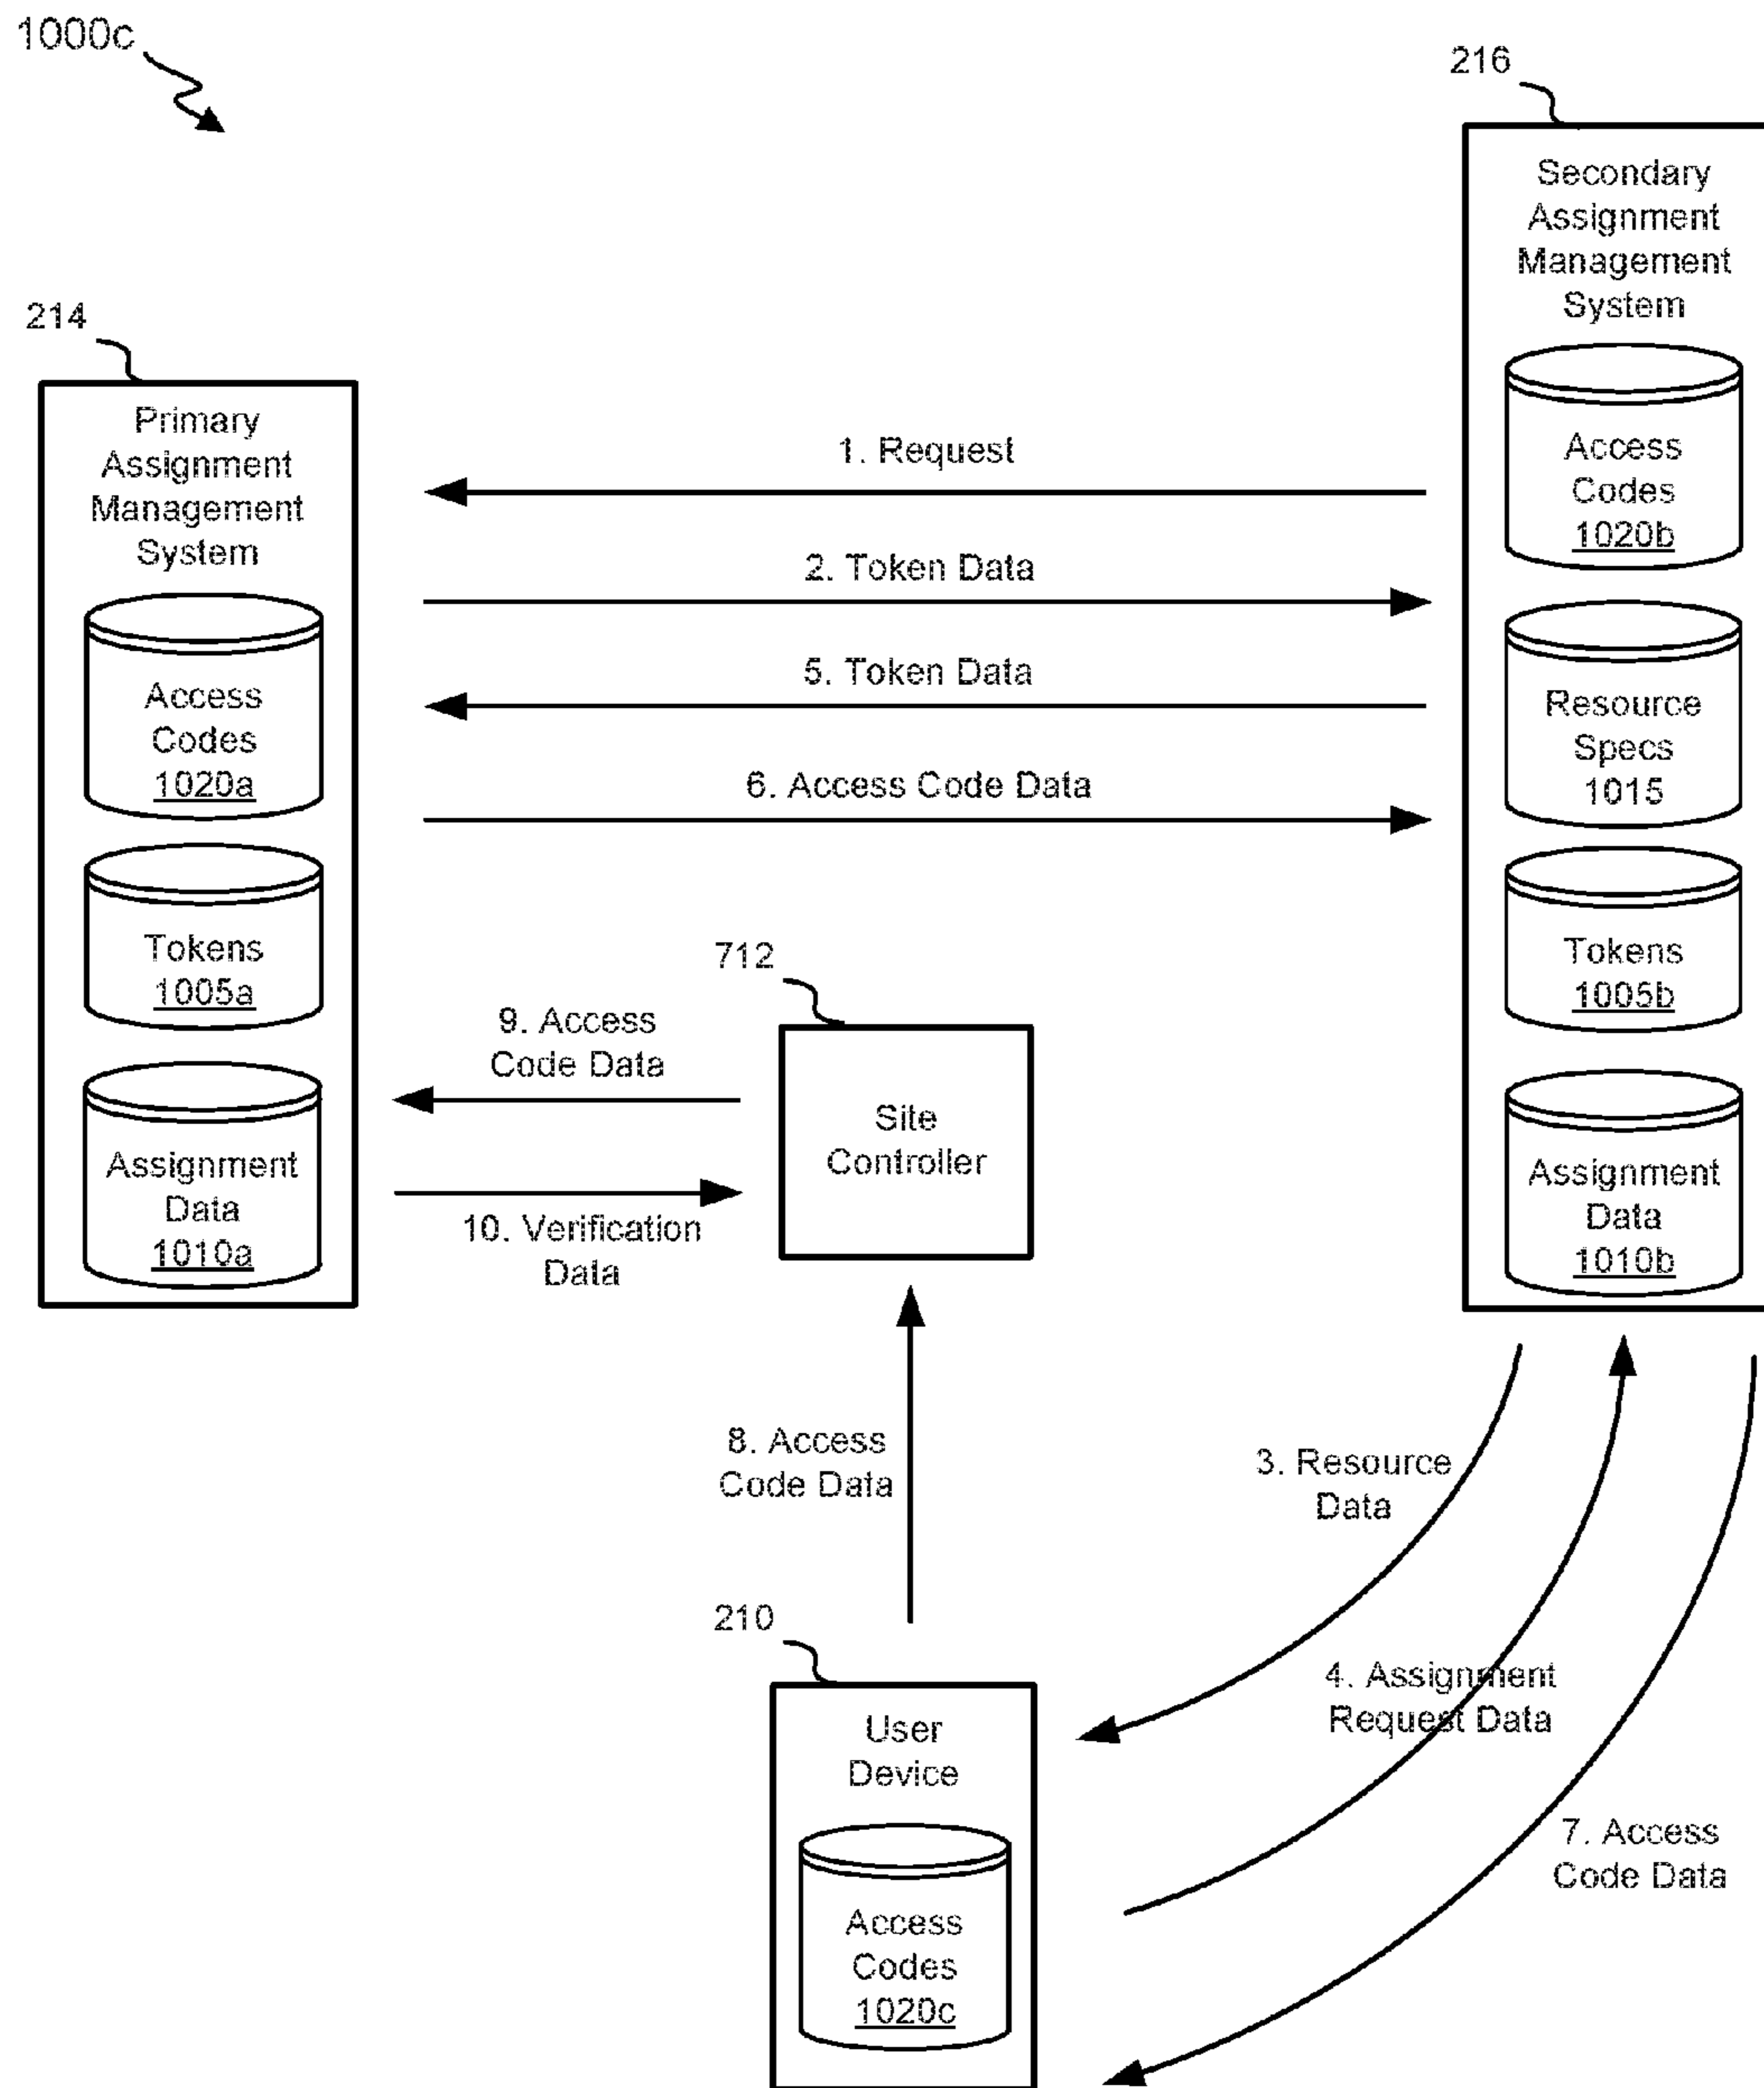 1000c
216
Secondary
Assignment
Management
System
Access
Codes
1020b
Resource
Specs
1015
Tokens
1005b
Assignment
Data
1010b
214
Primary
Assignment
Management
System
Access
Codes
1020a
Tokens
1005a
Assignment
Data
1010a
1. Request
2. Token Data
5. Token Data
6. Access Code Data
712
Site
Controller
9. Access
Code Data
10. Verification
Data
8. Access
Code Data
3. Resource
Data
4. Assignment
Request Data
7. Access
Code Data
210
User
Device
Access
Codes
1020c